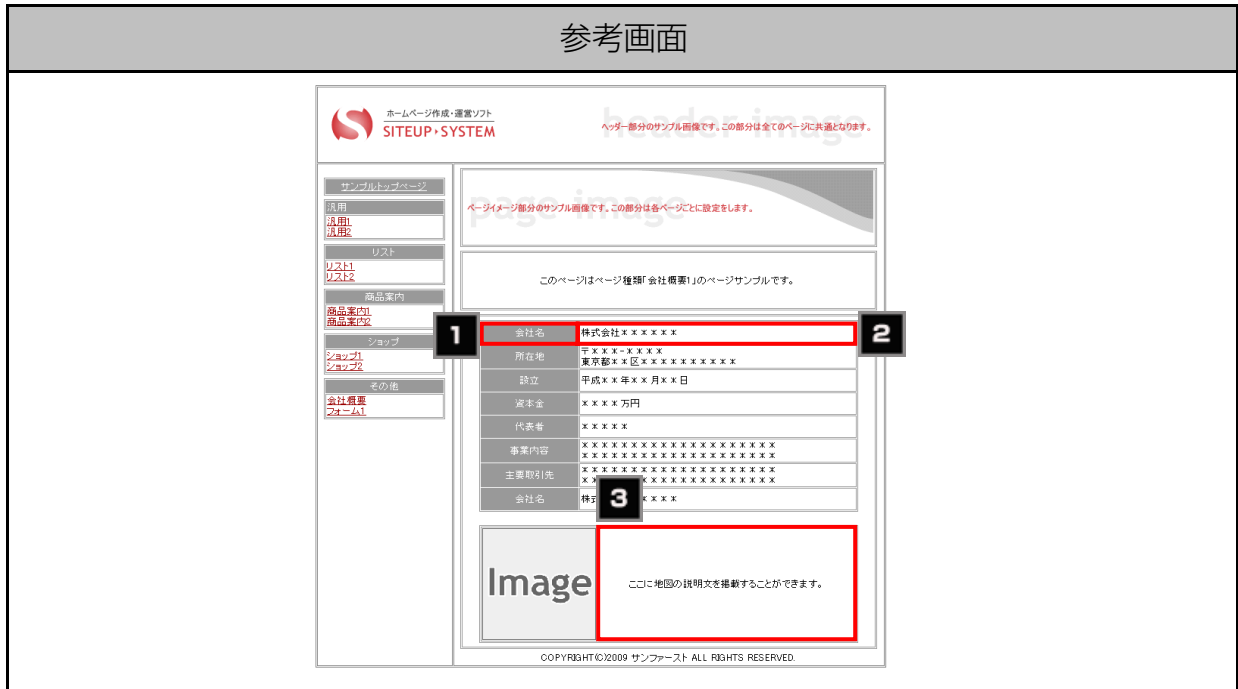 参考画面
ホームページ作成・運営ソフト
SITEUP SYSTEM
header image
ヘッダー部分のサンプル画像です。この部分は全てのページに共通となります。
サンプルトップページ
汎用
汎用1
汎用2
リスト
リスト1
リスト2
商品案内
商品案内1
商品案内2
ショップ
ショップ1
ショップ2
その他
会社概要
フォーム1
page image
ページイメージ部分のサンプル画像です。この部分は各ページごとに設定をします。
このページはページ種類「会社概要1」のページサンプルです。
1
2
会社名 株式会社******
所在地 〒***-****
東京都**区**********
設立 平成**年**月**日
資本金 ****万円
代表者 *****
事業内容 ********************
********************
主要取引先 ********************
********************
会社名 株式****
3
Image
ここに地図の説明文を掲載することができます。
COPYRIGHT(C)2009 サンファースト ALL RIGHTS RESERVED.